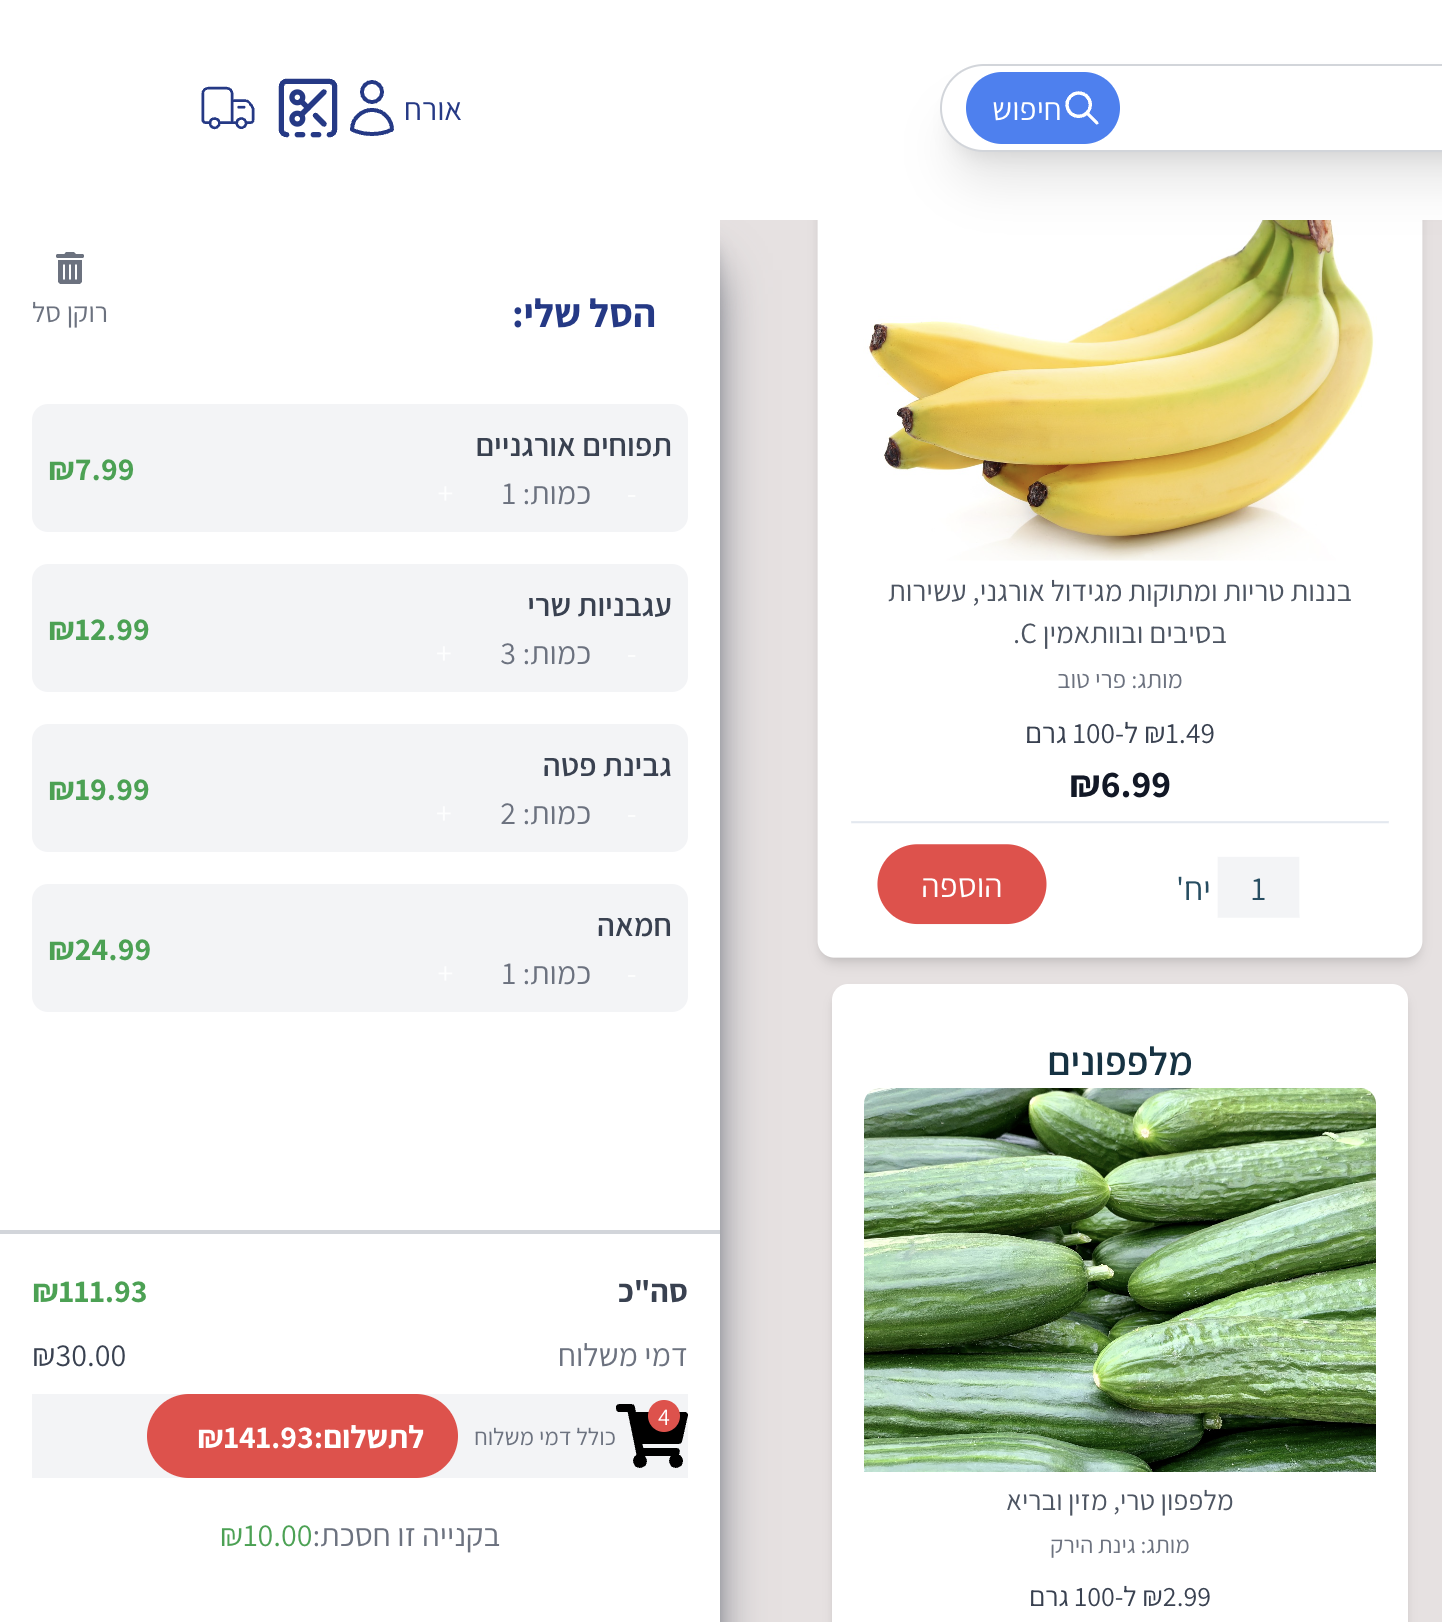 חיפוש
אורח
הסל שלי:
רוקן סל
תפוחים אורגניים
- כמות: 1 +
₪7.99
עגבניות שרי
- כמות: 3 +
₪12.99
גבינת פטה
- כמות: 2 +
₪19.99
חמאה
- כמות: 1 +
₪24.99
סה"כ
₪111.93
דמי משלוח
₪30.00
4
כולל דמי משלוח
לתשלום:₪141.93
בקנייה זו חסכת:₪10.00
בננות טריות ומתוקות מגידול אורגני, עשירות
בסיבים ובוותאמין C.
מותג: פרי טוב
₪1.49 ל-100 גרם
₪6.99
1 יח'
הוספה
מלפפונים
מלפפון טרי, מזין ובריא
מותג: גינת הירק
₪2.99 ל-100 גרם